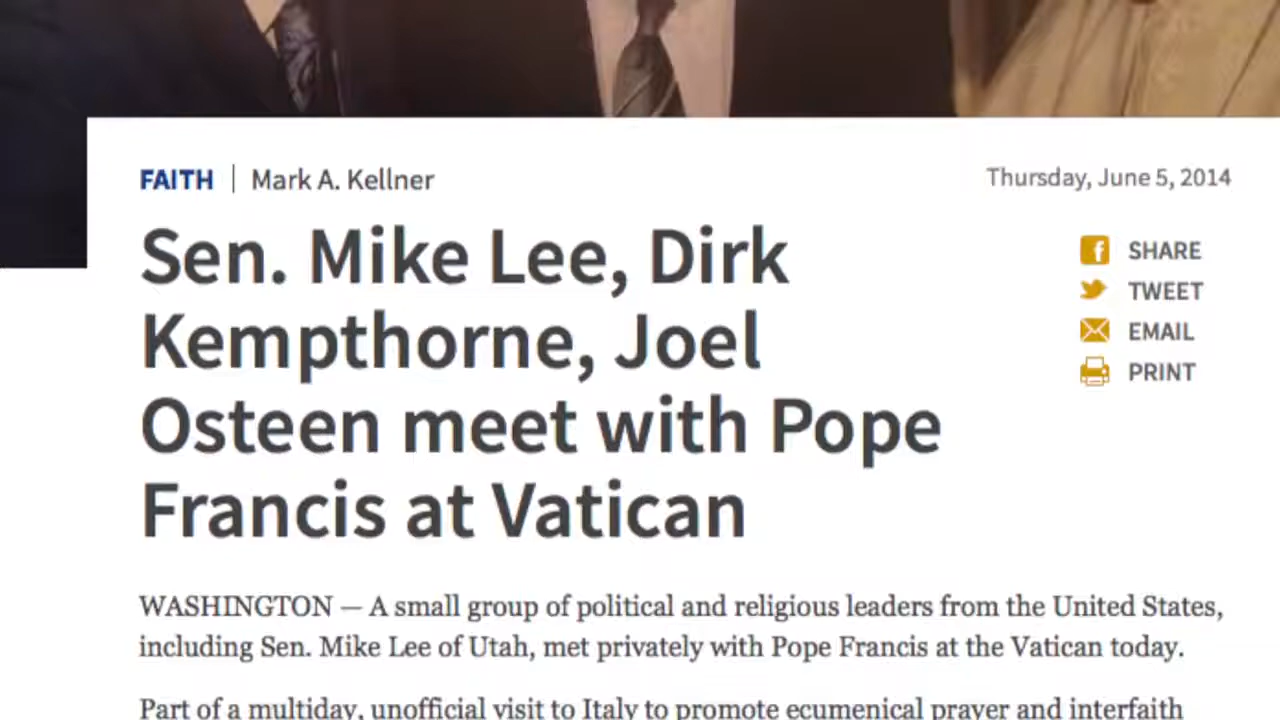 FAITH | Mark A. Kellner
Thursday, June 5, 2014
Sen. Mike Lee, Dirk
Kempthorne, Joel
Osteen meet with Pope
Francis at Vatican
SHARE
TWEET
EMAIL
PRINT
WASHINGTON — A small group of political and religious leaders from the United States,
including Sen. Mike Lee of Utah, met privately with Pope Francis at the Vatican today.
Part of a multiday, unofficial visit to Italy to promote ecumenical prayer and interfaith